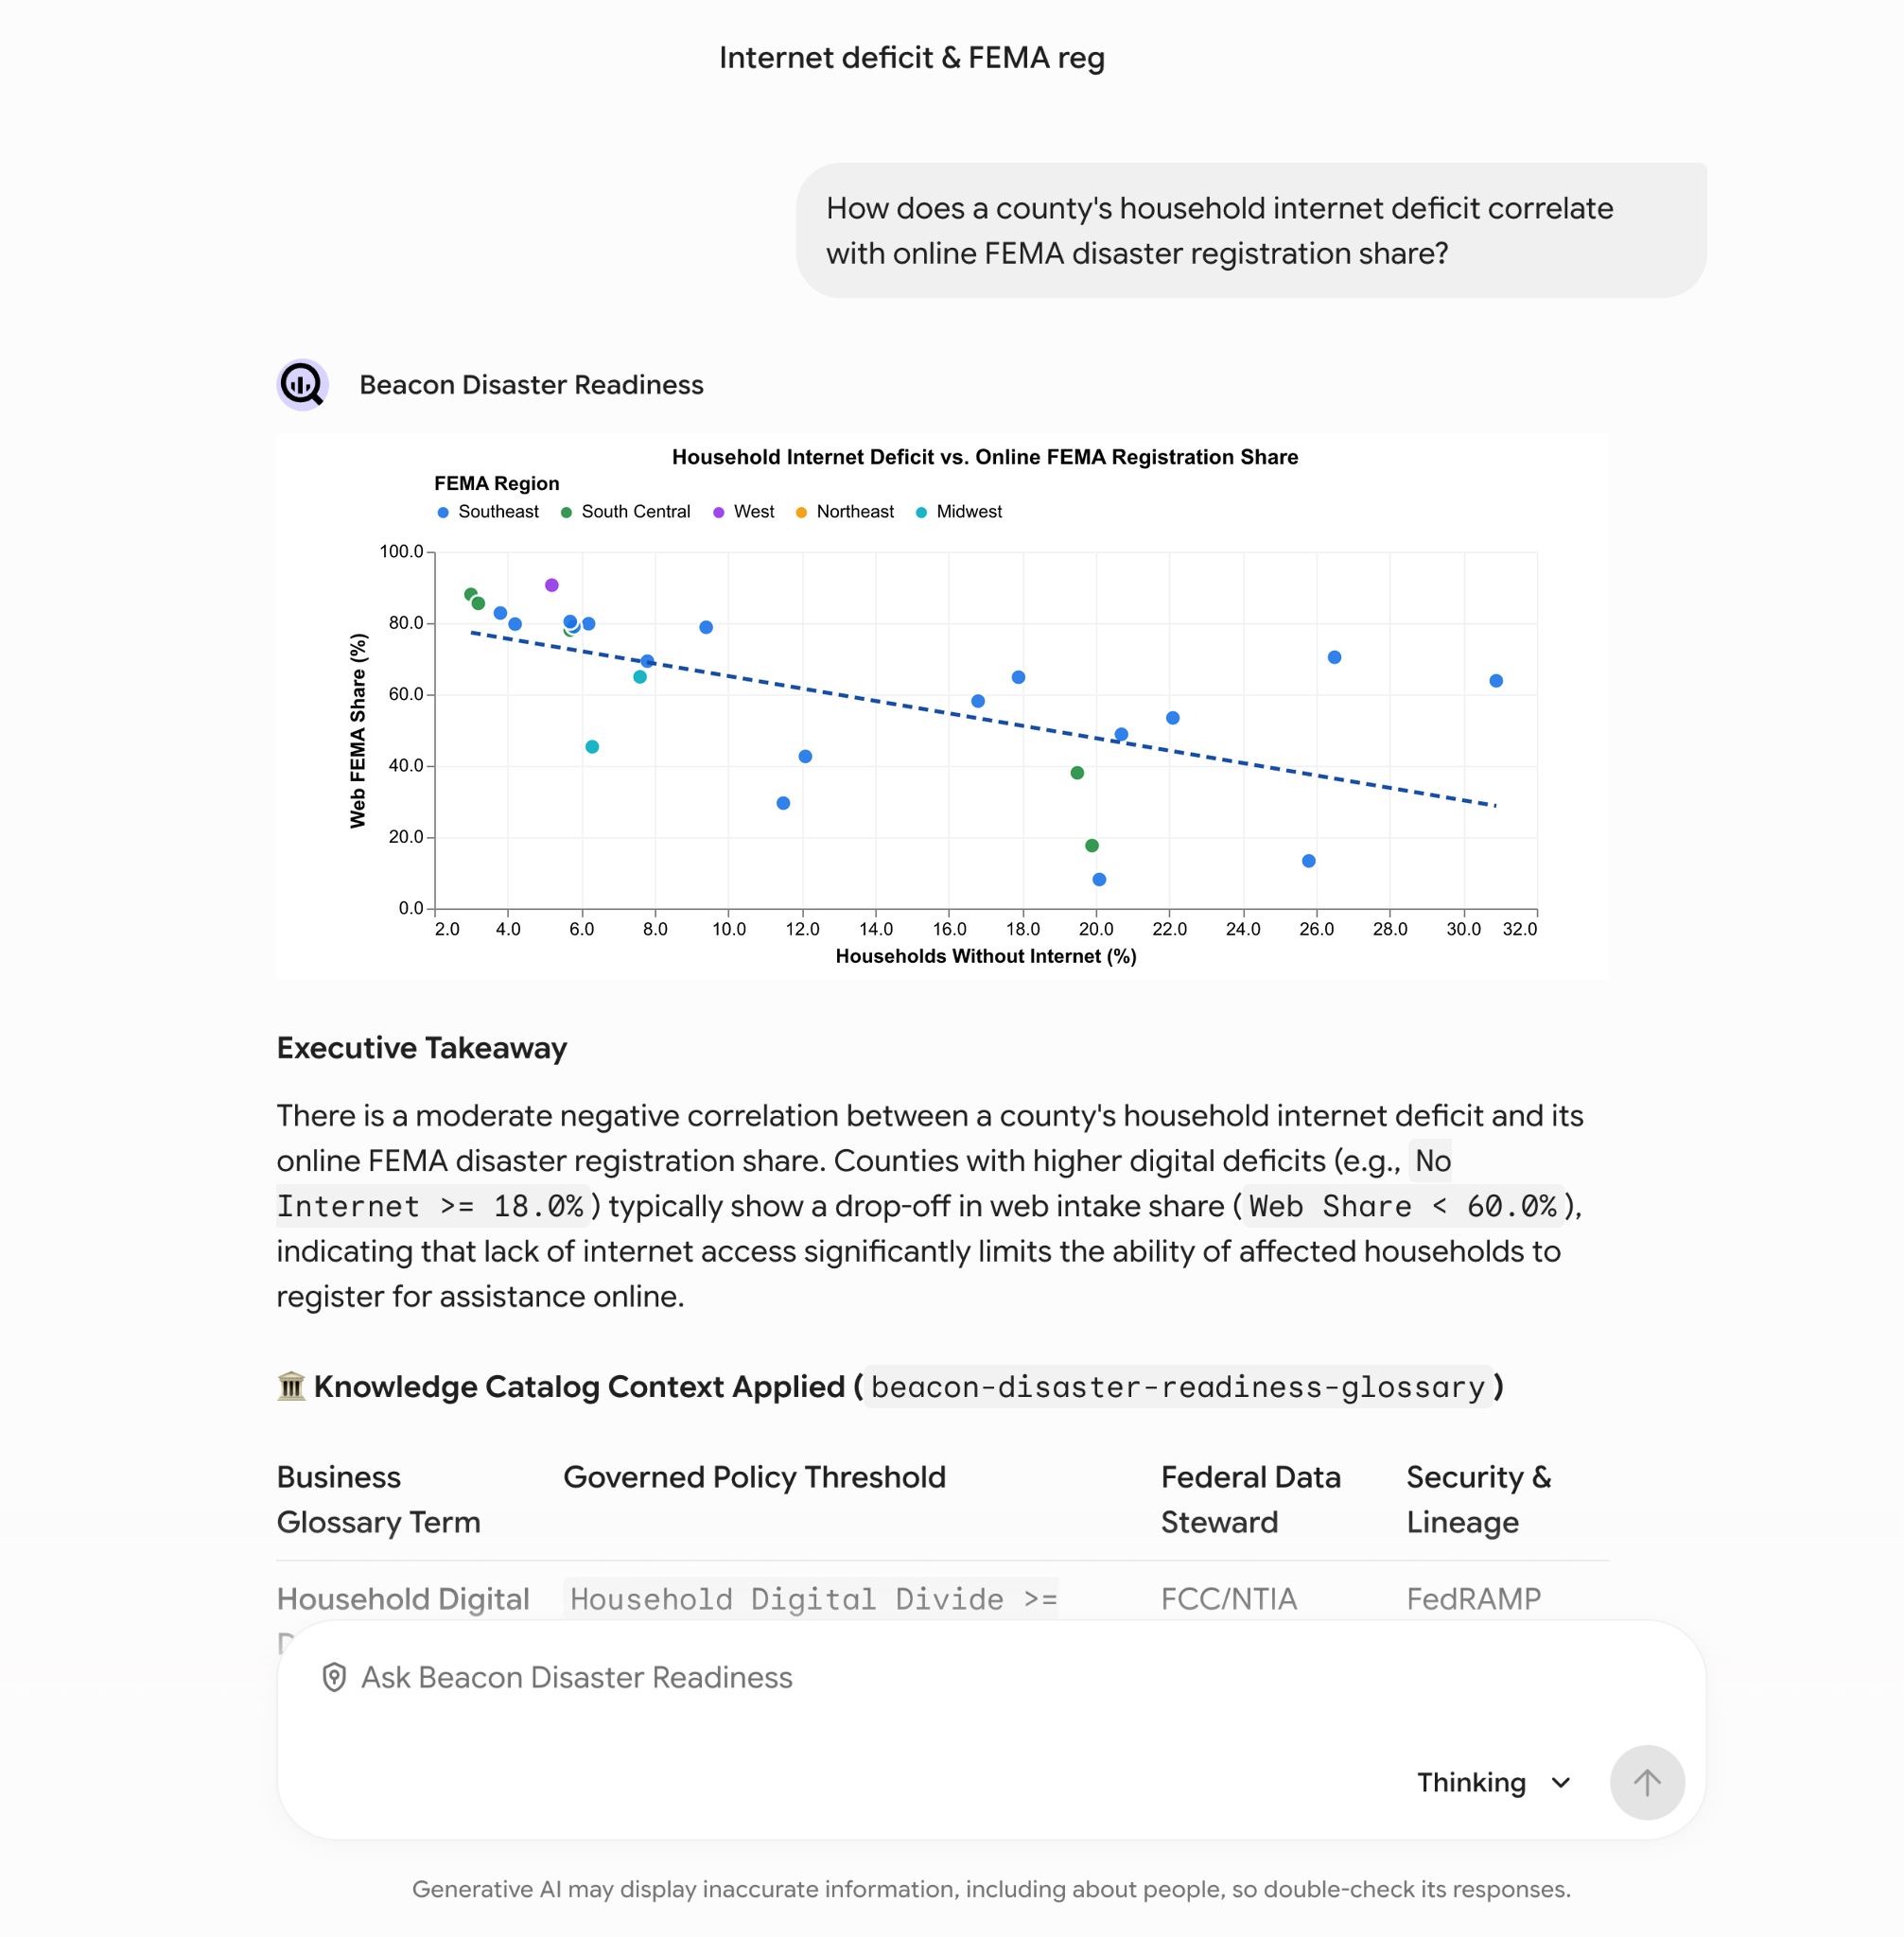 Internet deficit & FEMA reg
How does a county's household internet deficit correlate
with online FEMA disaster registration share?
Beacon Disaster Readiness
Household Internet Deficit vs. Online FEMA Registration Share
FEMA Region
Southeast South Central West Northeast Midwest
100.0
80.0
60.0
40.0
20.0
0.0
Web FEMA Share (%)
2.0 4.0 6.0 8.0 10.0 12.0 14.0 16.0 18.0 20.0 22.0 24.0 26.0 28.0 30.0 32.0
Households Without Internet (%)
Executive Takeaway
There is a moderate negative correlation between a county's household internet deficit and its
online FEMA disaster registration share. Counties with higher digital deficits (e.g., No
Internet >= 18.0%) typically show a drop-off in web intake share (Web Share < 60.0%),
indicating that lack of internet access significantly limits the ability of affected households to
register for assistance online.
🏛️ Knowledge Catalog Context Applied (beacon-disaster-readiness-glossary)
Business Governed Policy Threshold Federal Data Security &
Glossary Term Steward Lineage
Household Digital Household Digital Divide >= FCC/NTIA FedRAMP
Ask Beacon Disaster Readiness
Thinking
Generative AI may display inaccurate information, including about people, so double-check its responses.